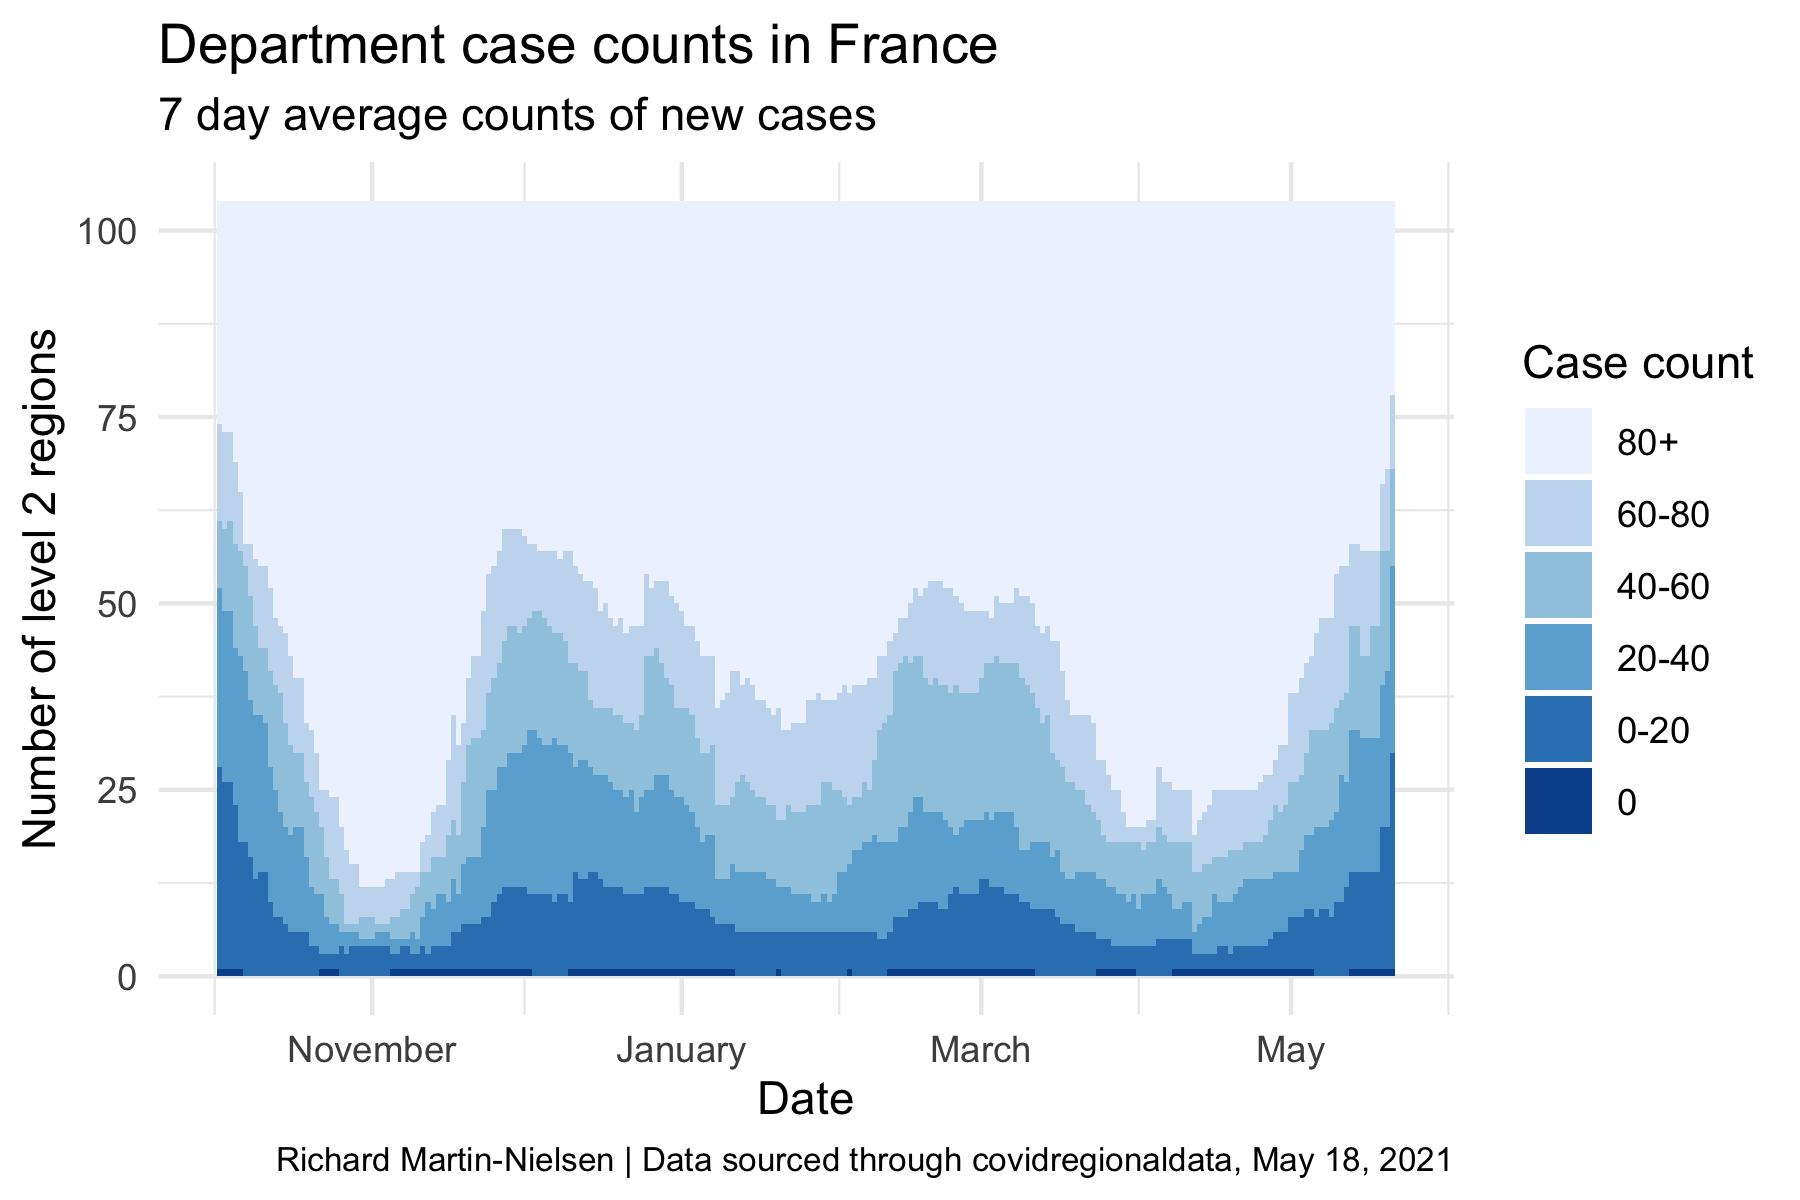 Department case counts in France
7 day average counts of new cases
100
75
50
25
0
Number of level 2 regions
November January March May
Date
Case count
80+
60-80
40-60
20-40
0-20
0
Richard Martin-Nielsen | Data sourced through covidregionaldata, May 18, 2021